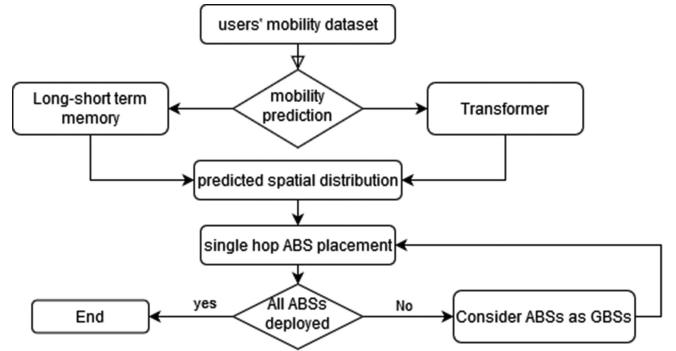 users' mobility dataset
mobility
prediction
Long-short term
memory
Transformer
predicted spatial distribution
single hop ABS placement
All ABSs
deployed
yes
No
End
Consider ABSs as GBSs